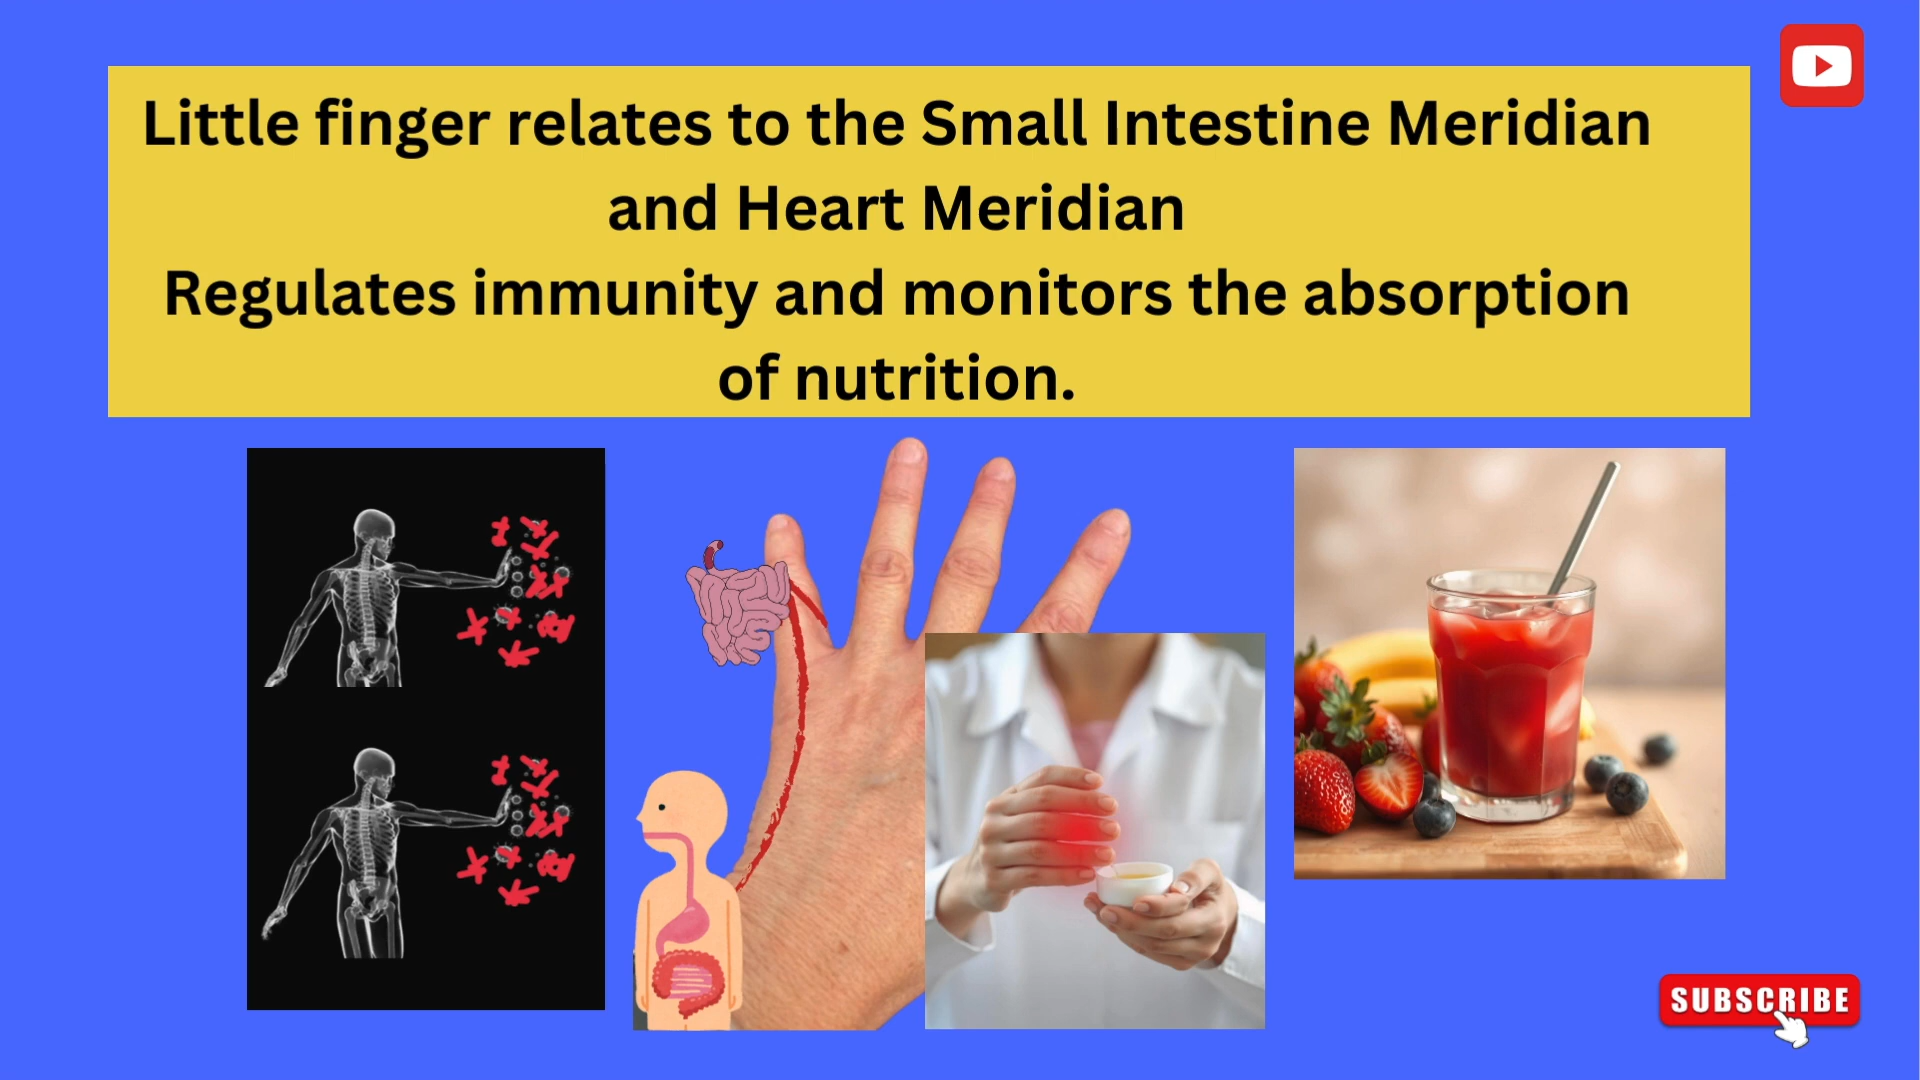 Little finger relates to the Small Intestine Meridian
and Heart Meridian
Regulates immunity and monitors the absorption
of nutrition.
SUBSCRIBE